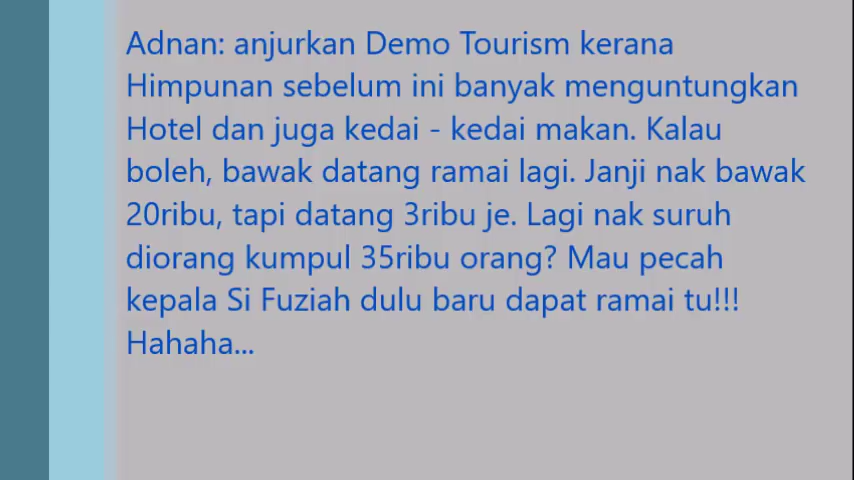 Adnan: anjurkan Demo Tourism kerana
Himpunan sebelum ini banyak menguntungkan
Hotel dan juga kedai - kedai makan. Kalau
boleh, bawak datang ramai lagi. Janji nak bawak
20ribu, tapi datang 3ribu je. Lagi nak suruh
diorang kumpul 35ribu orang? Mau pecah
kepala Si Fuziah dulu baru dapat ramai tu!!!
Hahaha...